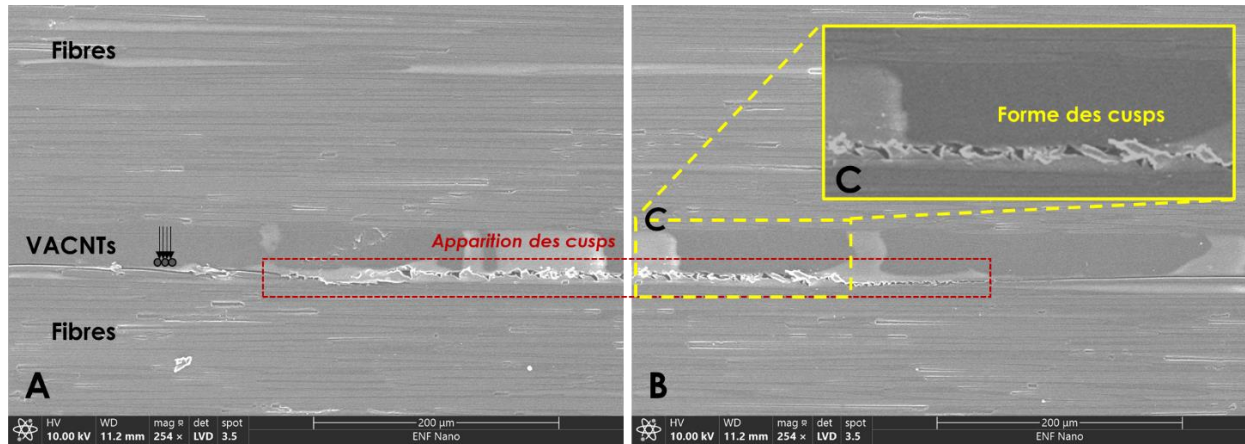 Fibres
VACNTs
Apparition des cusps
Fibres
A
HV WD mag det spot
10.00 kV 11.2 mm 254 × LVD 3.5
200 µm
ENF Nano
Forme des cusps
C
C
B
HV WD mag det spot
10.00 kV 11.2 mm 254 × LVD 3.5
200 µm
ENF Nano